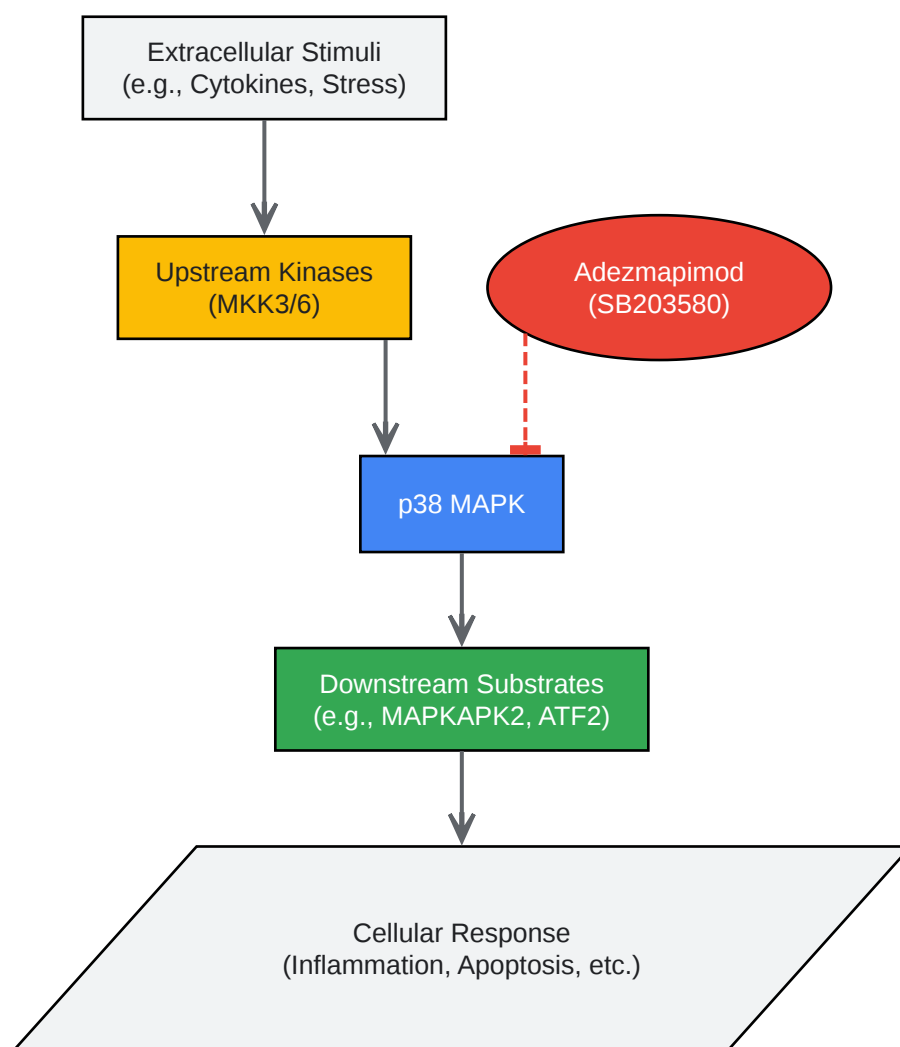 Extracellular Stimuli
(e.g., Cytokines, Stress)
Upstream Kinases
(MKK3/6)
Adezmapimod
(SB203580)
p38 MAPK
Downstream Substrates
(e.g., MAPKAPK2, ATF2)
Cellular Response
(Inflammation, Apoptosis, etc.)